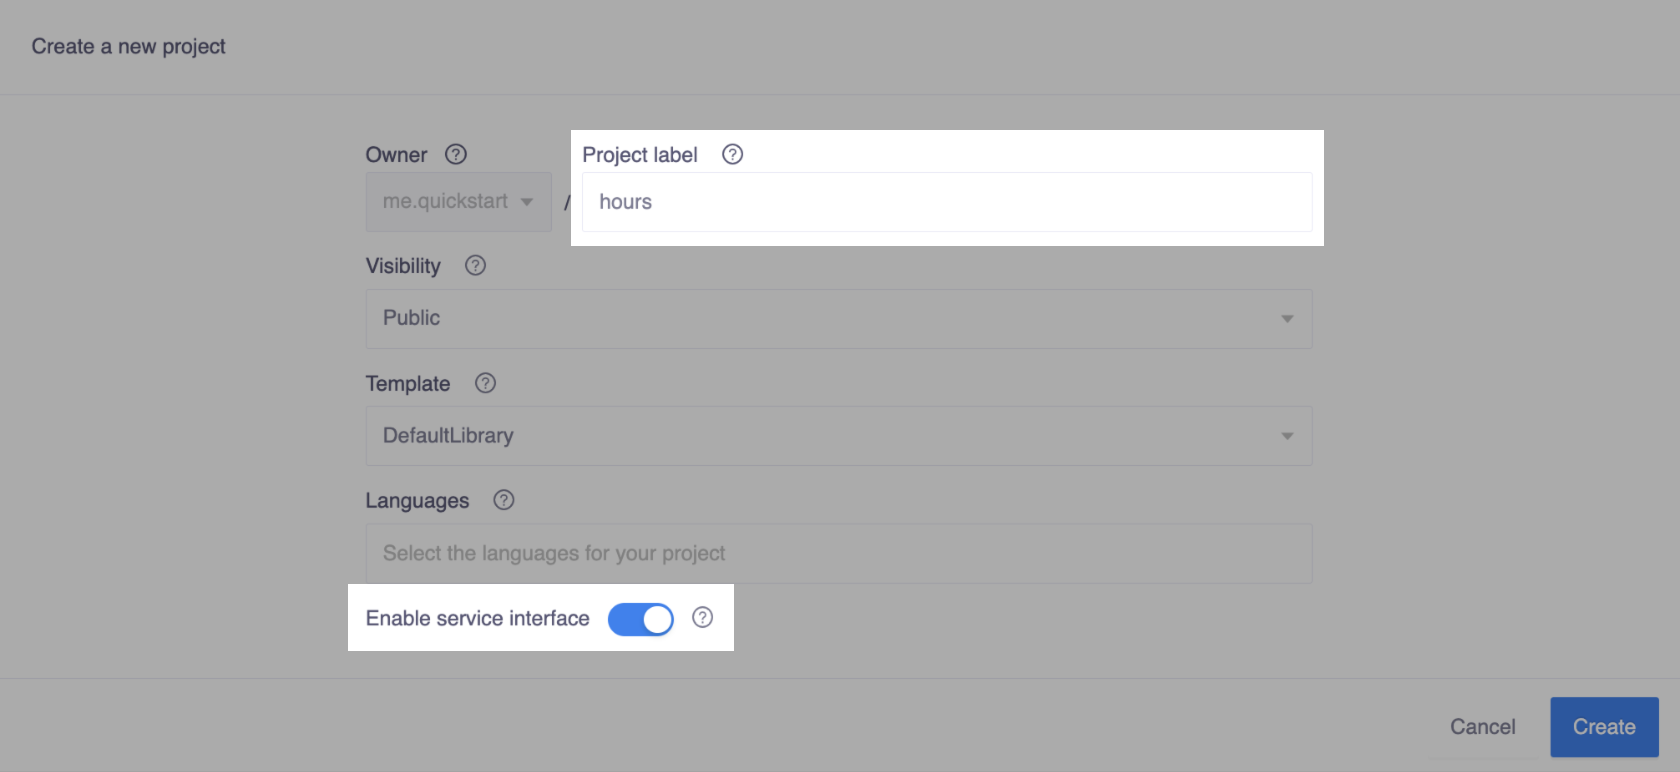 Create a new project
Owner ? Project label ?
me.quickstart / hours
Visibility ?
Public
Template ?
DefaultLibrary
Languages ?
Select the languages for your project
Enable service interface ?
Cancel Create